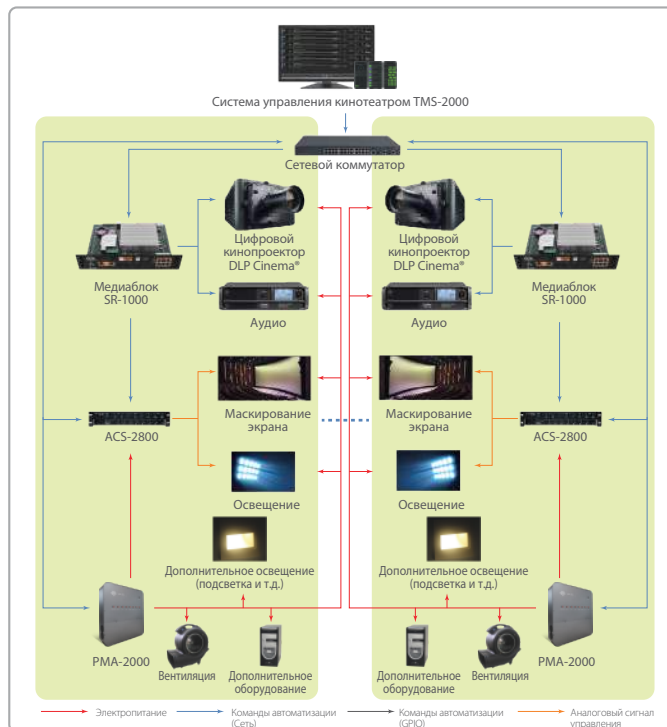 Система управления кинотеатром TMS-2000
Сетевой коммутатор
Цифровой
кинопроектор
DLP Cinema®
Медиаблок
SR-1000
Аудио
Маскирование
экрана
ACS-2800
Освещение
Дополнительное освещение
(подсветка и т.д.)
PMA-2000
Вентиляция
Дополнительное
оборудование
Цифровой
кинопроектор
DLP Cinema®
Медиаблок
SR-1000
Аудио
Маскирование
экрана
ACS-2800
Освещение
Дополнительное освещение
(подсветка и т.д.)
Дополнительное
оборудование
Вентиляция
PMA-2000
Электропитание
Команды автоматизации
(Сеть)
Команды автоматизации
(GPIO)
Аналоговый сигнал
управления